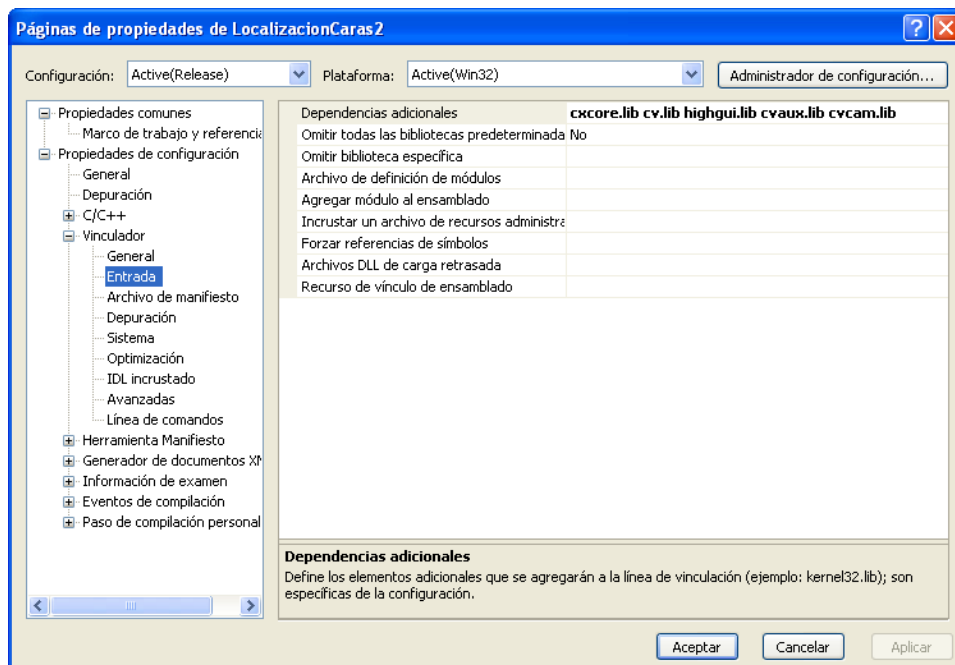 Páginas de propiedades de LocalizacionCaras2
Configuración: Active(Release) Plataforma: Active(Win32) Administrador de configuración...
Propiedades comunes
Marco de trabajo y referencia
Propiedades de configuración
General
Depuración
C/C++
Vinculador
General
Entrada
Archivo de manifiesto
Depuración
Sistema
Optimización
IDL incrustado
Avanzadas
Línea de comandos
Herramienta Manifiesto
Generador de documentos XM
Información de examen
Eventos de compilación
Paso de compilación personal
Dependencias adicionales cxcore.lib cv.lib highgui.lib cvaux.lib cvcam.lib
Omitir todas las bibliotecas predeterminada No
Omitir biblioteca específica
Archivo de definición de módulos
Agregar módulo al ensamblado
Incrustar un archivo de recursos administra
Forzar referencias de símbolos
Archivos DLL de carga retrasada
Recurso de vínculo de ensamblado
Dependencias adicionales
Define los elementos adicionales que se agregarán a la línea de vinculación (ejemplo: kernel32.lib); son
específicas de la configuración.
Aceptar Cancelar Aplicar